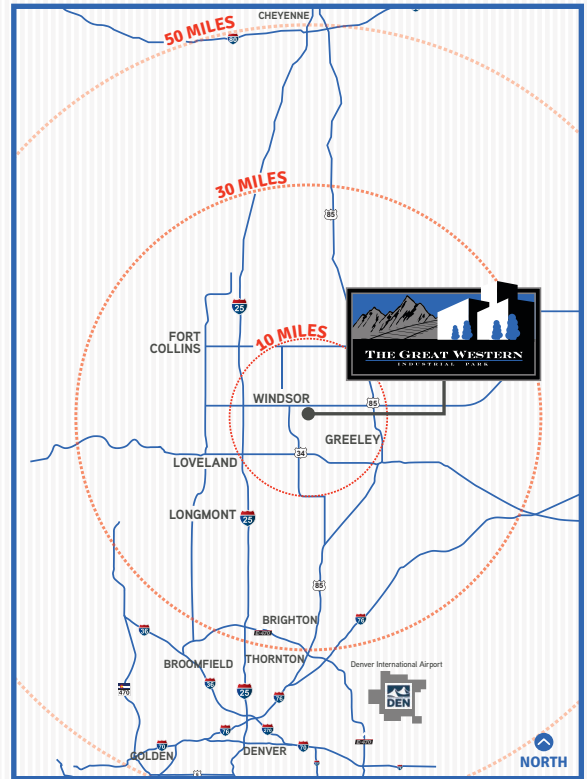 CHEYENNE
50 MILES
80
30 MILES
85
25
FORT
COLLINS
10 MILES
THE GREAT WESTERN
INDUSTRIAL PARK
WINDSOR
85
GREELEY
34
LOVELAND
LONGMONT
25
85
BRIGHTON
E-470
76
36
THORNTON
BROOMFIELD
Denver International Airport
36
25
76
470
DEN
76
270
70
70
E-470
GOLDEN
DENVER
6
NORTH